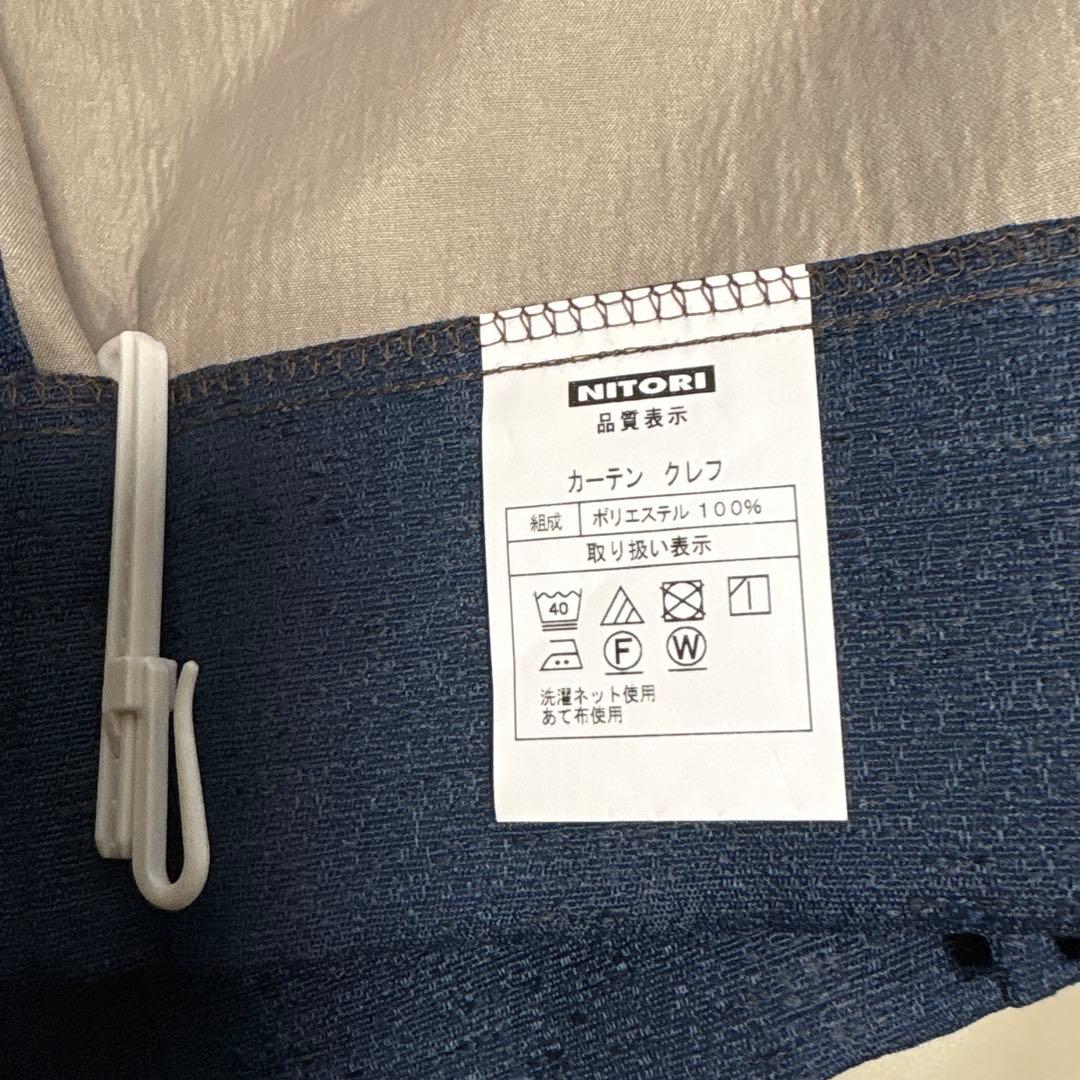 NITORI
品質表示
カーテン クレフ
組成 ポリエステル 100%
取り扱い表示
40
F W
洗濯ネット使用
あて布使用